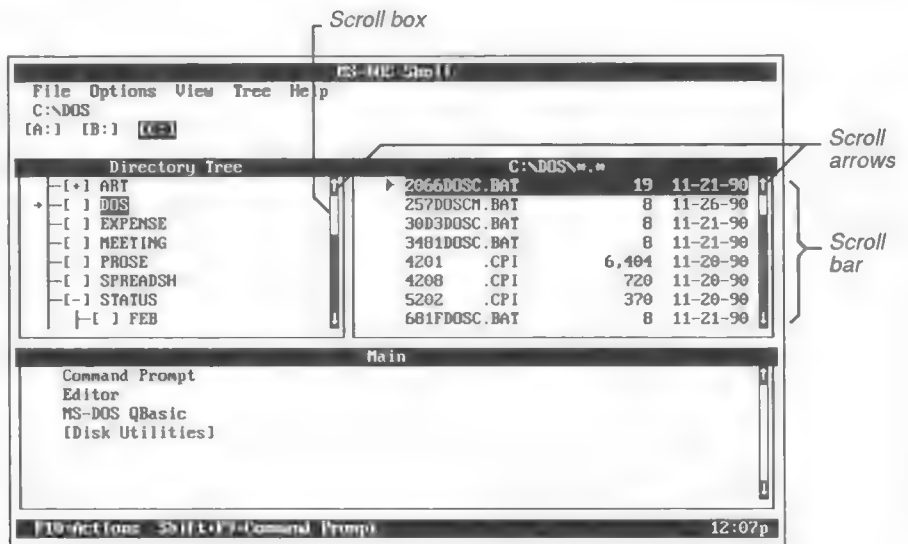 Scroll box
MS-DOS Shell
File Options View Tree Help
C:\DOS
[A:] [B:] [C:]
Scroll arrows
Directory Tree
C:\DOS\*.*
[+] ART
[ ] DOS
[ ] EXPENSE
[ ] MEETING
[ ] PROSE
[ ] SPREADSH
[-] STATUS
[ ] FEB
2066DOSC.BAT 19 11-21-90
257DOSCM.BAT 8 11-26-90
30D3DOSC.BAT 8 11-21-90
3481DOSC.BAT 8 11-21-90
4201 .CPI 6,404 11-20-90
4208 .CPI 720 11-20-90
5202 .CPI 370 11-20-90
681FDOSC.BAT 8 11-21-90
Scroll bar
Main
Command Prompt
Editor
MS-DOS QBasic
[Disk Utilities]
F10=Actions Shift+F9=Command Prompt 12:07p